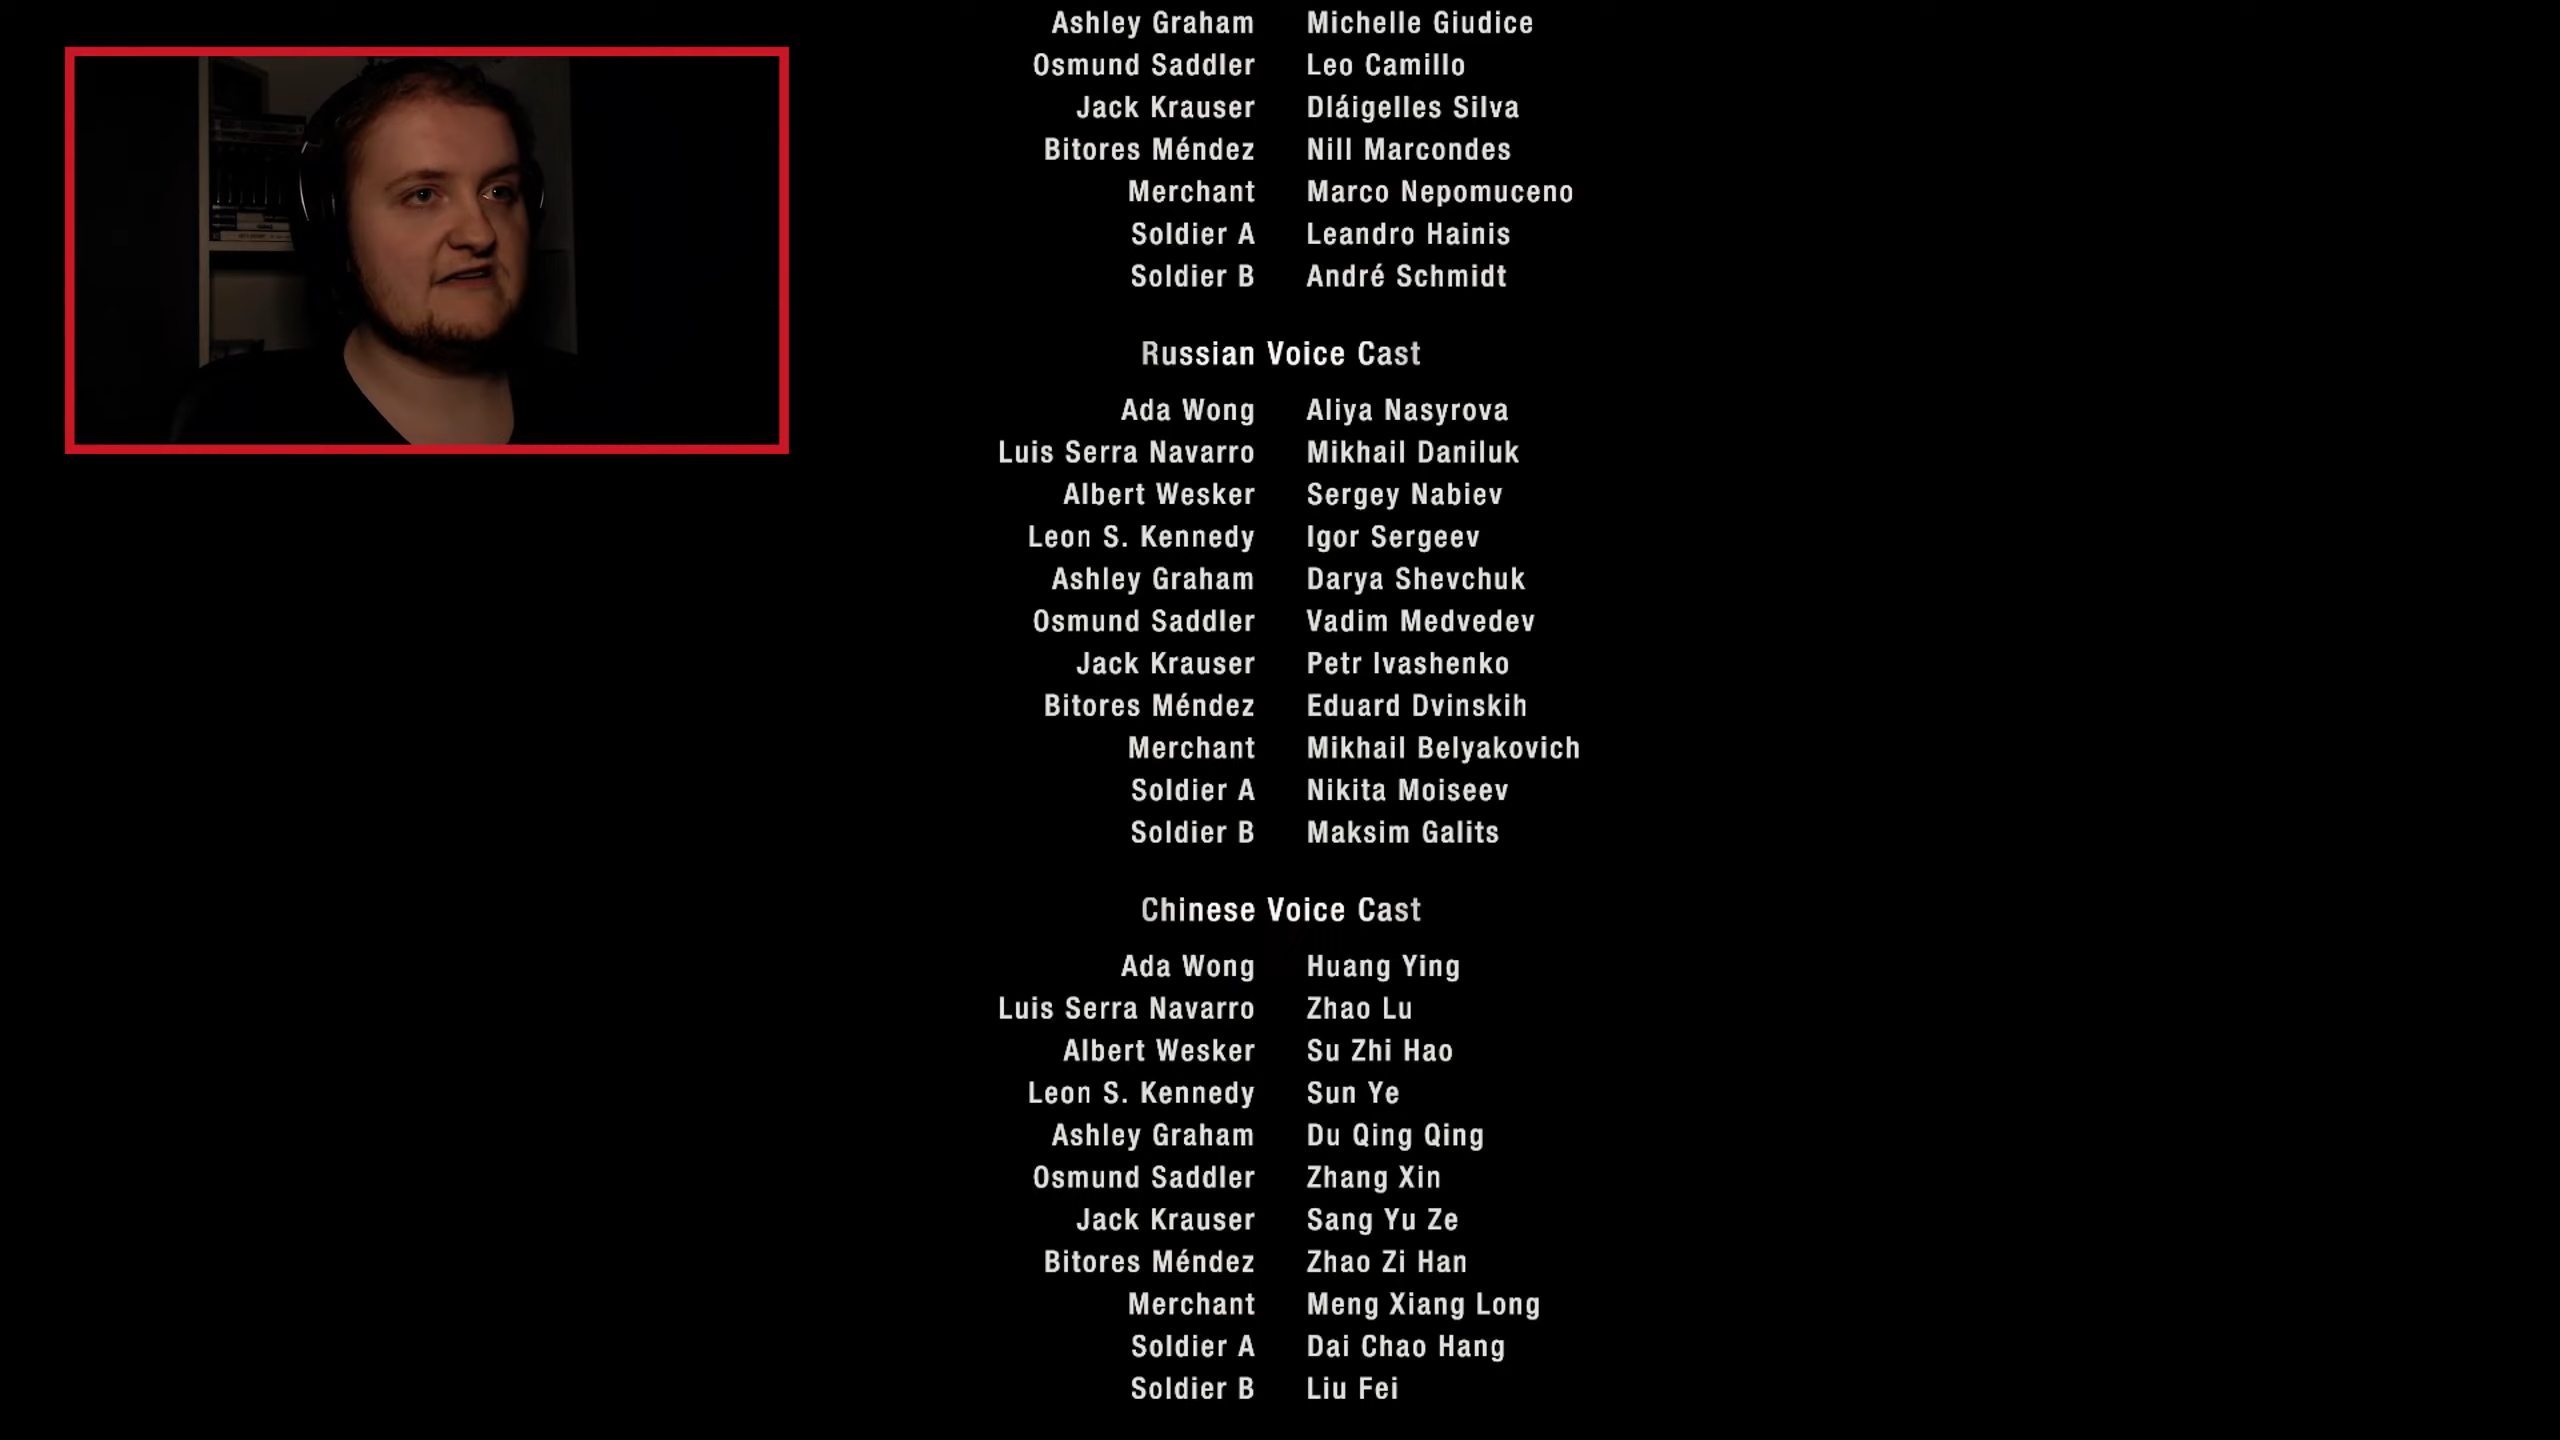 Ashley Graham Michelle Giudice
Osmund Saddler Leo Camillo
Jack Krauser Dláigelles Silva
Bitores Méndez Nill Marcondes
Merchant Marco Nepomuceno
Soldier A Leandro Hainis
Soldier B André Schmidt
Russian Voice Cast
Ada Wong Aliya Nasyrova
Luis Serra Navarro Mikhail Daniluk
Albert Wesker Sergey Nabiev
Leon S. Kennedy Igor Sergeev
Ashley Graham Darya Shevchuk
Osmund Saddler Vadim Medvedev
Jack Krauser Petr Ivashenko
Bitores Méndez Eduard Dvinskih
Merchant Mikhail Belyakovich
Soldier A Nikita Moiseev
Soldier B Maksim Galits
Chinese Voice Cast
Ada Wong Huang Ying
Luis Serra Navarro Zhao Lu
Albert Wesker Su Zhi Hao
Leon S. Kennedy Sun Ye
Ashley Graham Du Qing Qing
Osmund Saddler Zhang Xin
Jack Krauser Sang Yu Ze
Bitores Méndez Zhao Zi Han
Merchant Meng Xiang Long
Soldier A Dai Chao Hang
Soldier B Liu Fei